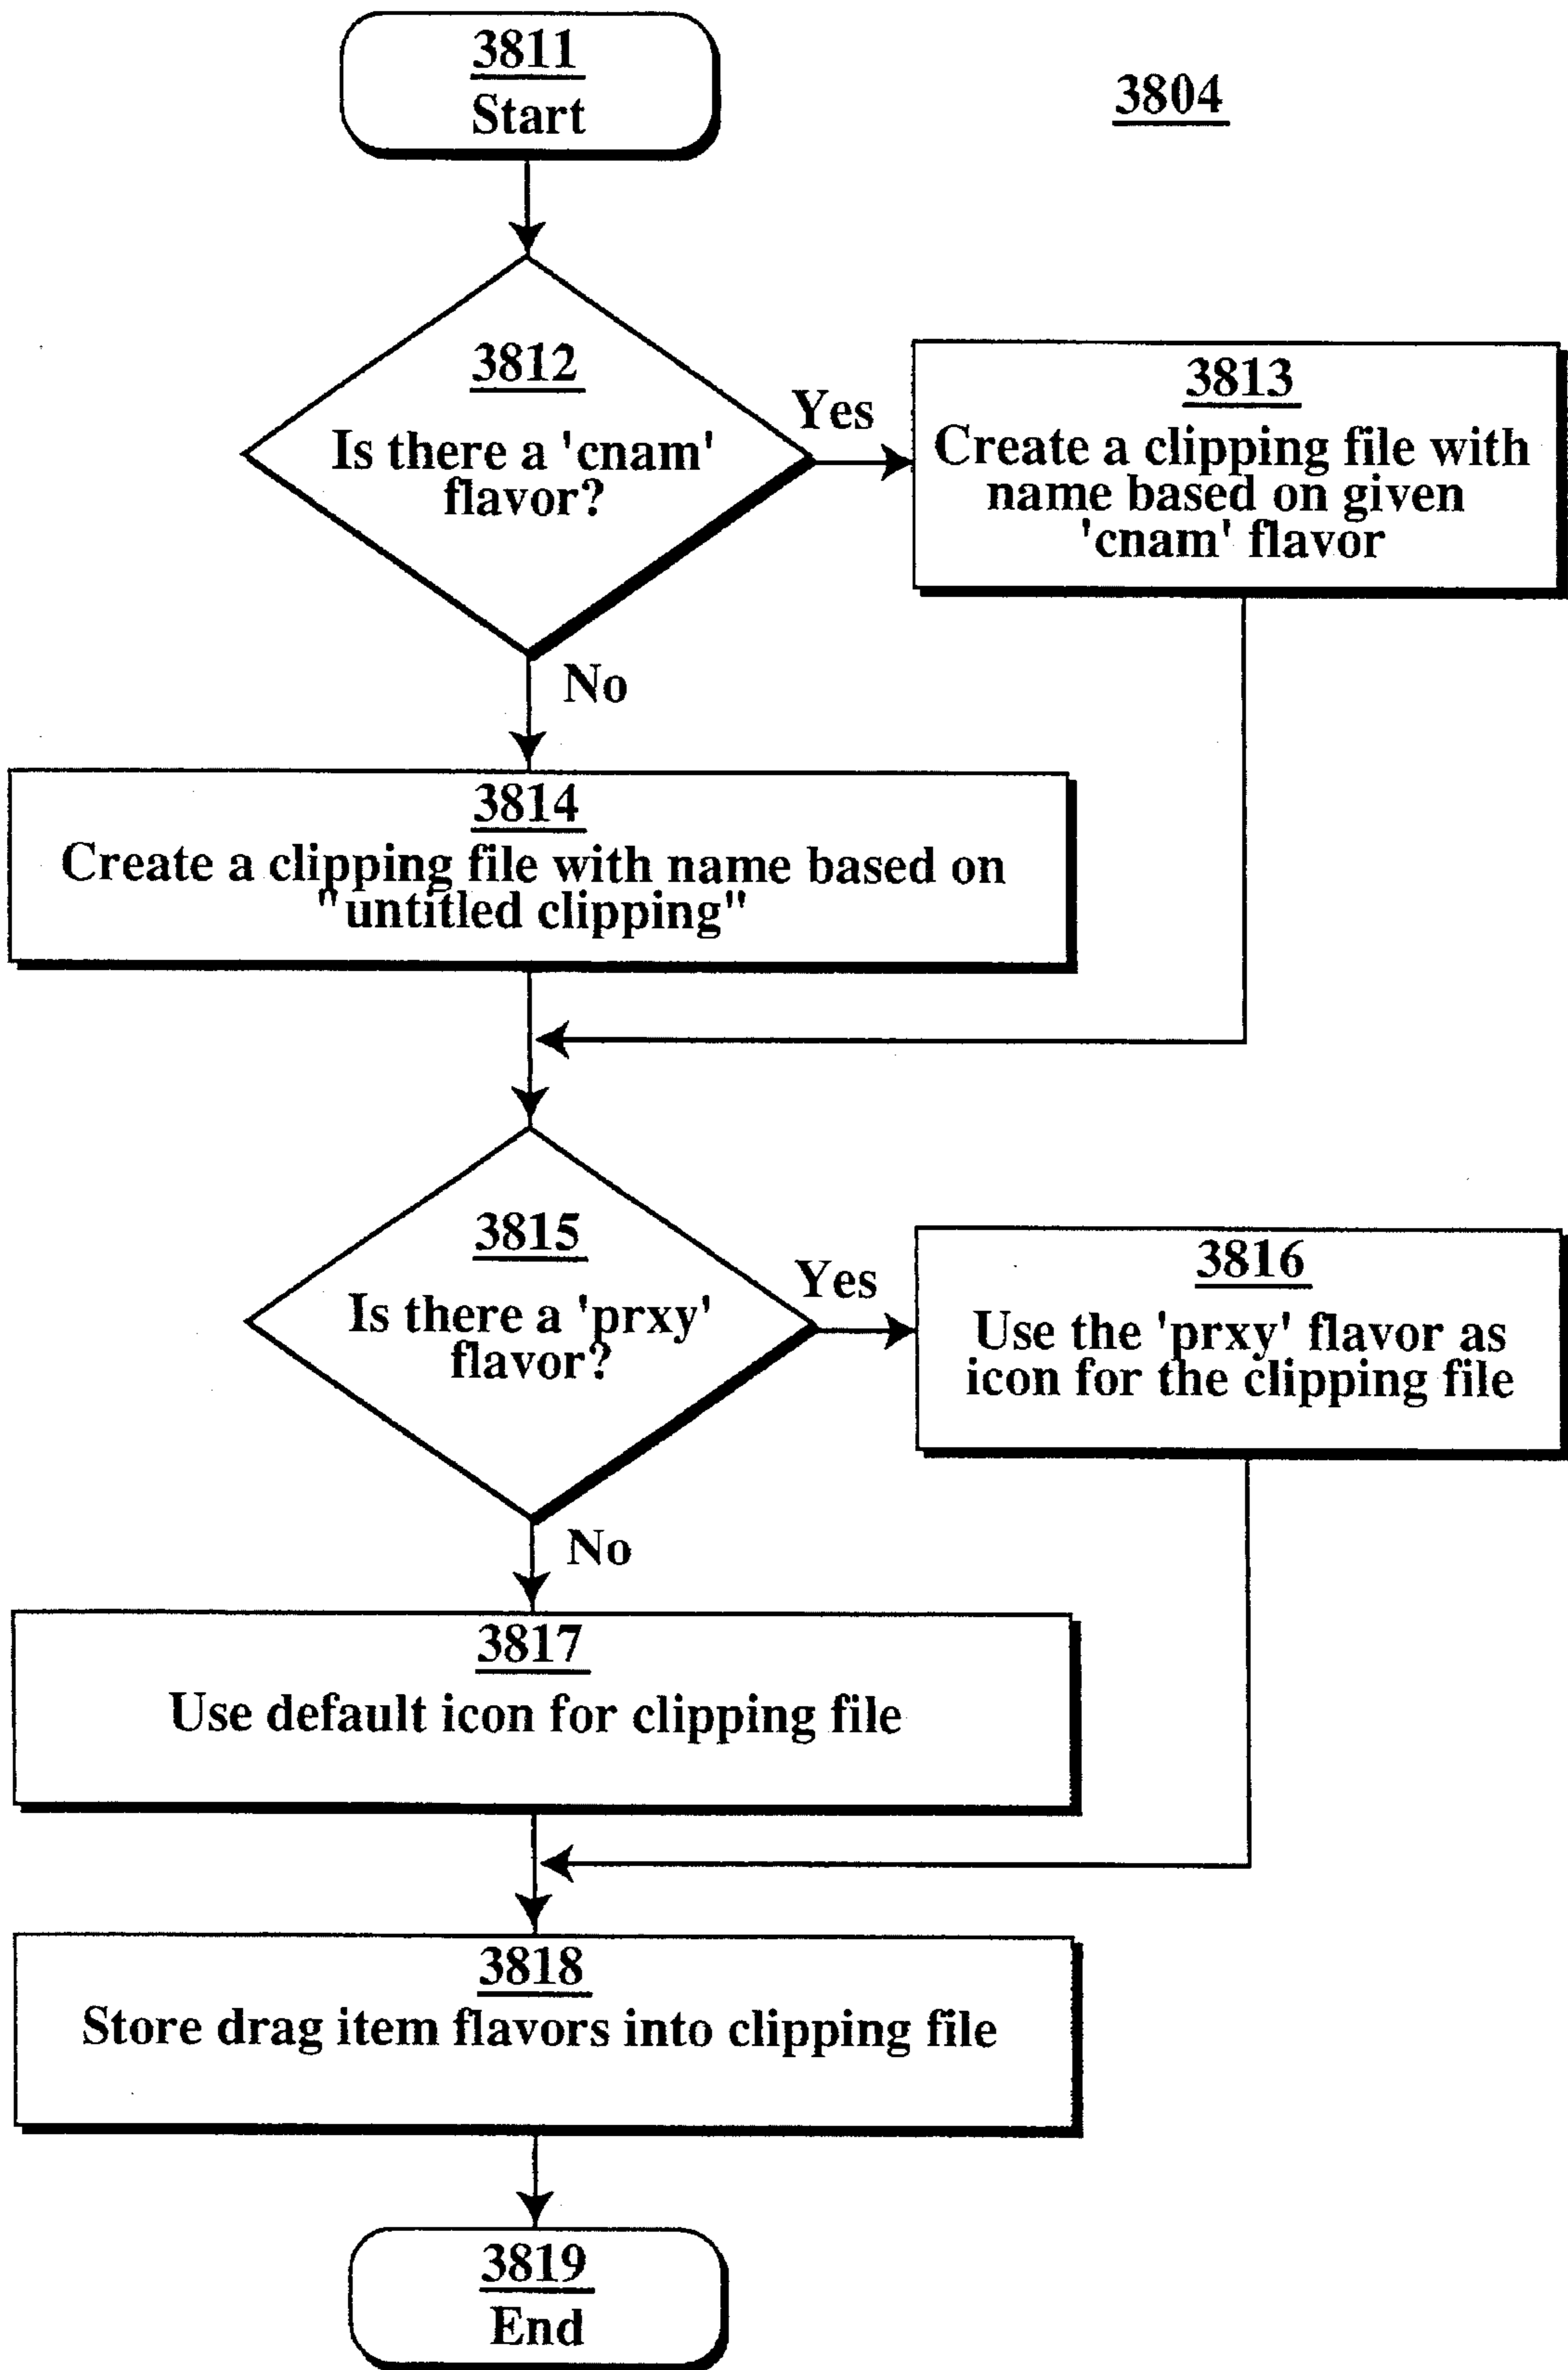 3811
Start
3804
3812
Is there a 'cnam'
flavor?
Yes
3813
Create a clipping file with
name based on given
'cnam' flavor
No
3814
Create a clipping file with name based on
"untitled clipping"
3815
Is there a 'prxy'
flavor?
Yes
3816
Use the 'prxy' flavor as
icon for the clipping file
No
3817
Use default icon for clipping file
3818
Store drag item flavors into clipping file
3819
End